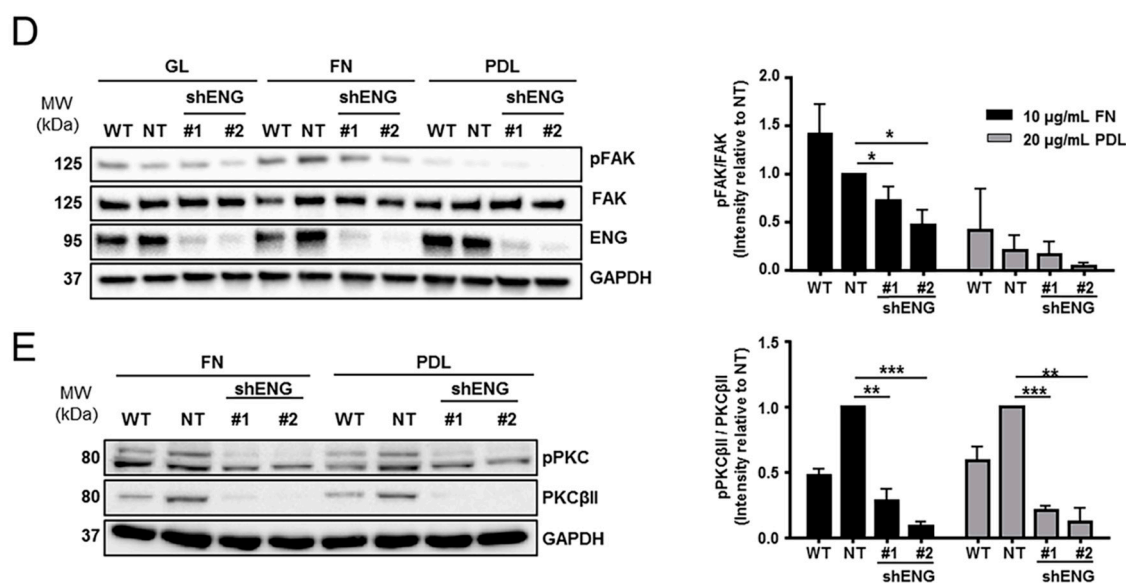 D
GL FN PDL
shENG shENG shENG
MW
(kDa)
WT NT #1 #2 WT NT #1 #2 WT NT #1 #2
125 pFAK
125 FAK
95 ENG
37 GAPDH
pFAK/FAK
(Intensity relative to NT)
2.0
1.5
1.0
0.5
0.0
10 µg/mL FN
20 µg/mL PDL
*
*
WT NT #1 #2 WT NT #1 #2
shENG shENG
E
FN PDL
shENG shENG
MW
(kDa)
WT NT #1 #2 WT NT #1 #2
80 pPKC
80 PKCβII
37 GAPDH
pPKCβII / PKCβII
(Intensity relative to NT)
1.5
1.0
0.5
0.0
*** **
** ***
WT NT #1 #2 WT NT #1 #2
shENG shENG